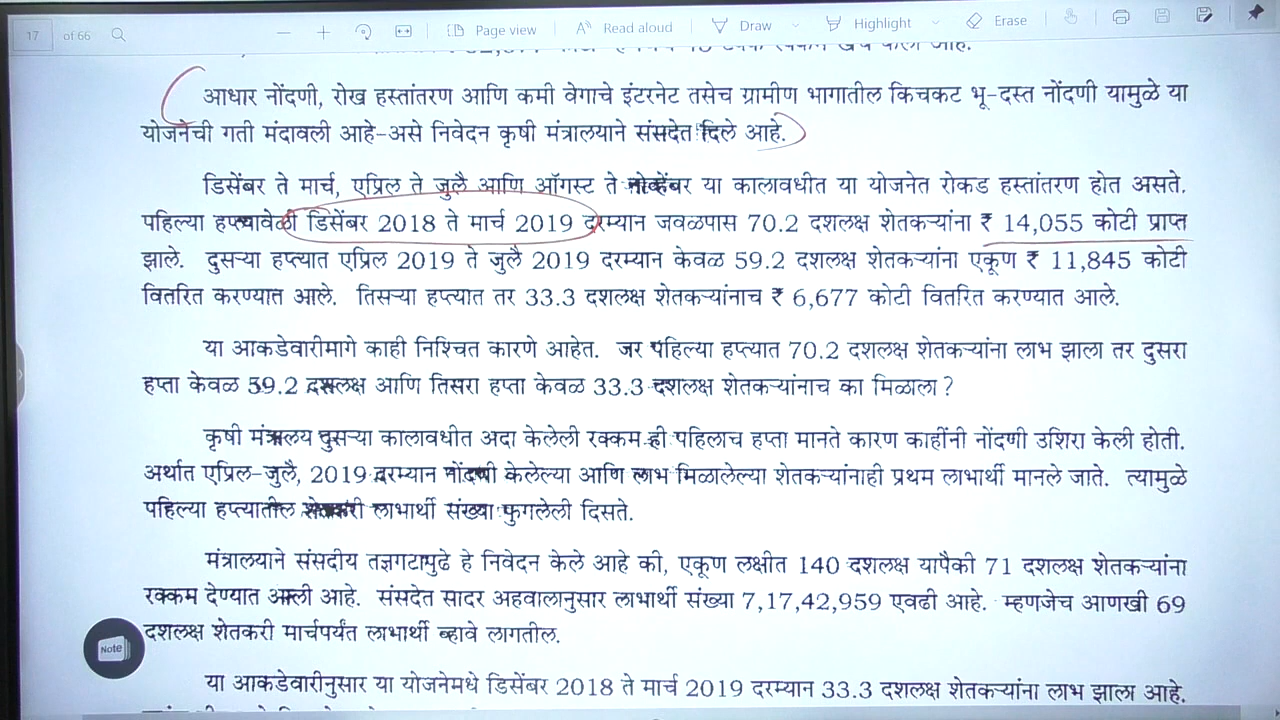 17 of 66 Page view Read aloud Draw Highlight Erase
आधार नोंदणी, रोख हस्तांतरण आणि कमी वेगाचे इंटरनेट तसेच ग्रामीण भागातील किचकट भू-दस्त नोंदणी यामुळे या
योजनेची गती मंदावली आहे-असे निवेदन कृषी मंत्रालयाने संसदेत दिले आहे.
डिसेंबर ते मार्च, एप्रिल ते जुलै आणि ऑगस्ट ते नोव्हेंबर या कालावधीत या योजनेत रोकड हस्तांतरण होत असते.
पहिल्या हप्त्यावेळी डिसेंबर 2018 ते मार्च 2019 दरम्यान जवळपास 70.2 दशलक्ष शेतकऱ्यांना ₹ 14,055 कोटी प्राप्त
झाले. दुसऱ्या हप्त्यात एप्रिल 2019 ते जुलै 2019 दरम्यान केवळ 59.2 दशलक्ष शेतकऱ्यांना एकूण ₹ 11,845 कोटी
वितरित करण्यात आले. तिसऱ्या हप्त्यात तर 33.3 दशलक्ष शेतकऱ्यांनाच ₹ 6,677 कोटी वितरित करण्यात आले.
या आकडेवारीमागे काही निश्चित कारणे आहेत. जर पहिल्या हप्त्यात 70.2 दशलक्ष शेतकऱ्यांना लाभ झाला तर दुसरा
हप्ता केवळ 59.2 दशलक्ष आणि तिसरा हप्ता केवळ 33.3 दशलक्ष शेतकऱ्यांनाच का मिळाला?
कृषी मंत्रालय दुसऱ्या कालावधीत अदा केलेली रक्कम ही पहिलाच हप्ता मानते कारण काहींनी नोंदणी उशिरा केली होती.
अर्थात एप्रिल-जुलै, 2019 दरम्यान नोंदणी केलेल्या आणि लाभ मिळालेल्या शेतकऱ्यांनाही प्रथम लाभार्थी मानले जाते. त्यामुळे
पहिल्या हप्त्यातील शेतकरी लाभार्थी संख्या फुगलेली दिसते.
मंत्रालयाने संसदीय तज्ञगटापुढे हे निवेदन केले आहे की, एकूण लक्षीत 140 दशलक्ष यापैकी 71 दशलक्ष शेतकऱ्यांना
रक्कम देण्यात आली आहे. संसदेत सादर अहवालानुसार लाभार्थी संख्या 7,17,42,959 एवढी आहे. म्हणजेच आणखी 69
दशलक्ष शेतकरी मार्चपर्यंत लाभार्थी व्हावे लागतील.
Note
या आकडेवारीनुसार या योजनेमधे डिसेंबर 2018 ते मार्च 2019 दरम्यान 33.3 दशलक्ष शेतकऱ्यांना लाभ झाला आहे.